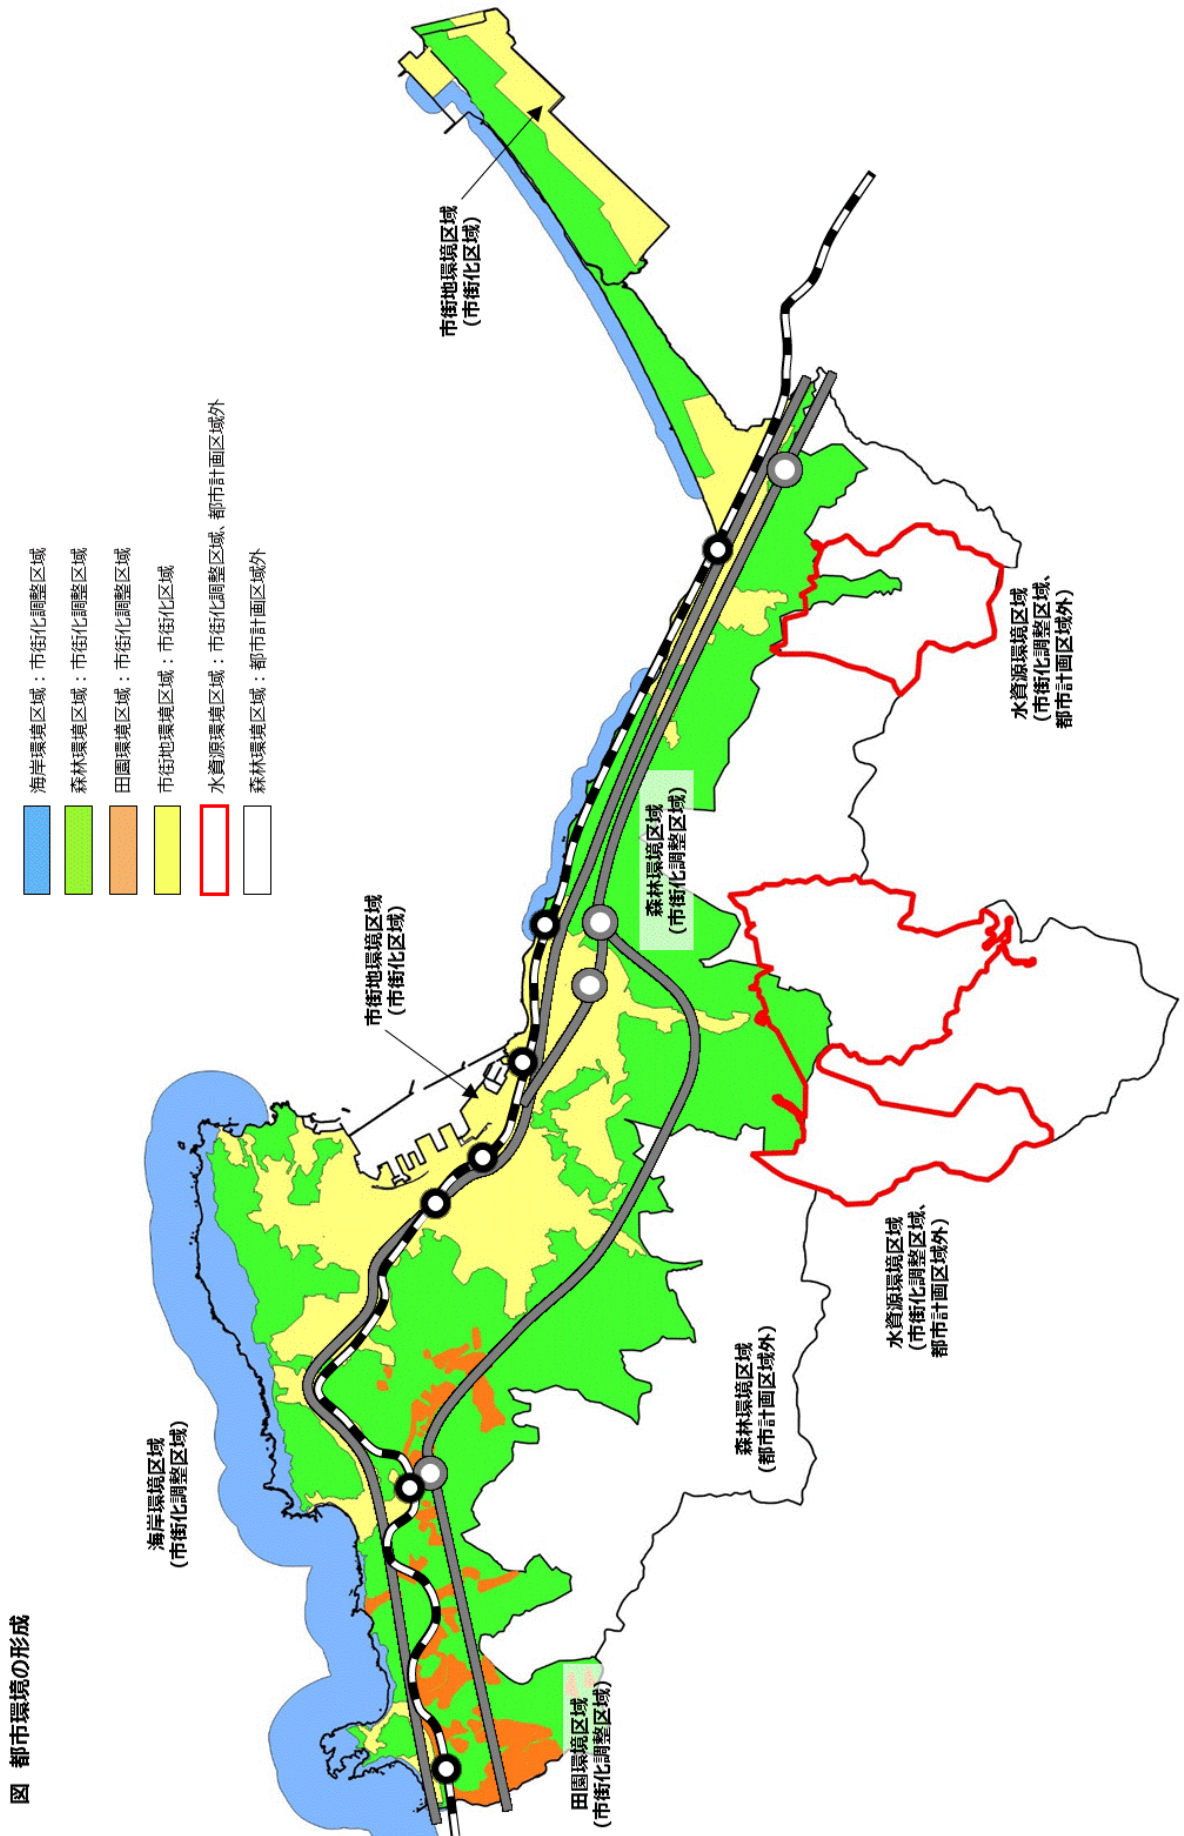 図 都市環境の形成
海岸環境区域：市街化調整区域
森林環境区域：市街化調整区域
田園環境区域：市街化調整区域
市街地環境区域：市街化区域
水資源環境区域：市街化調整区域、都市計画区域外
森林環境区域：都市計画区域外
海岸環境区域
（市街化調整区域）
市街地環境区域
（市街化区域）
市街地環境区域
（市街化区域）
田園環境区域
（市街化調整区域）
森林環境区域
（市街化調整区域）
森林環境区域
（都市計画区域外）
水資源環境区域
（市街化調整区域、
都市計画区域外）
水資源環境区域
（市街化調整区域、
都市計画区域外）